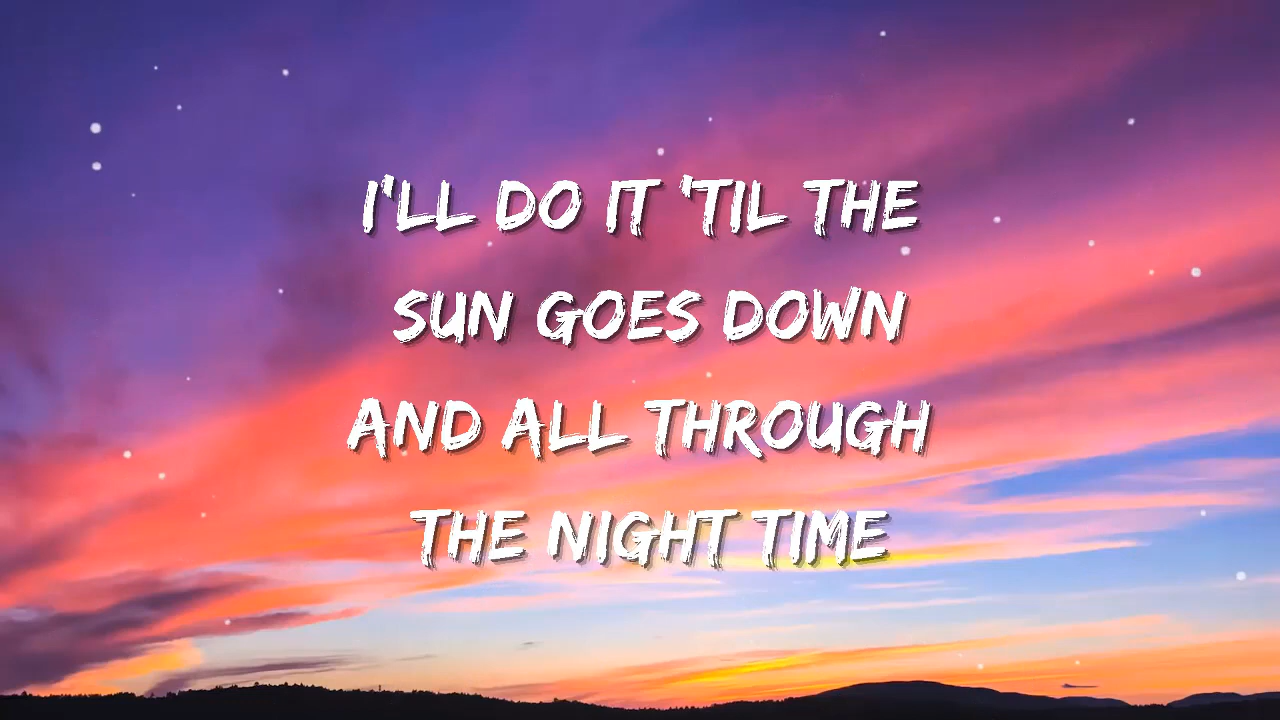 I'LL DO IT 'TIL THE
SUN GOES DOWN
AND ALL THROUGH
THE NIGHT TIME